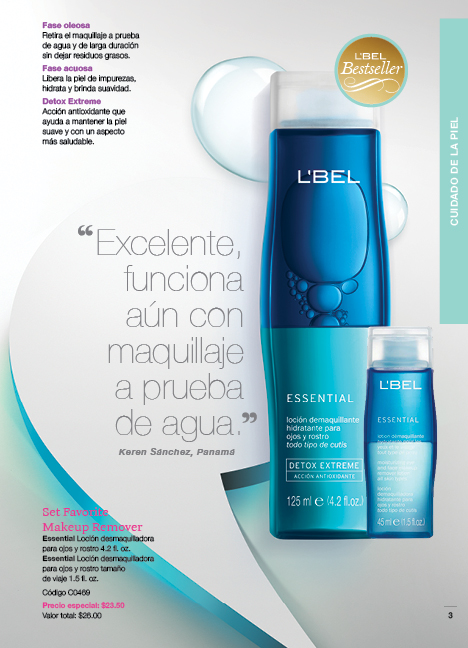 Fase oleosa
Retira el maquillaje a prueba
de agua y de larga duración
sin dejar residuos grasos.
Fase acuosa
Libera la piel de impurezas,
hidrata y brinda suavidad.
Detox Extreme
Acción antioxidante que
ayuda a mantener la piel
suave y con un aspecto
más saludable.
L'BEL
Bestseller
CUIDADO DE LA PIEL
“Excelente,
funciona
aún con
maquillaje
a prueba
de agua.”
Keren Sánchez, Panamá
L'BEL
ESSENTIAL
loción demaquillante
hidratante para
ojos y rostro
todo tipo de cutis
DETOX EXTREME
ACCIÓN ANTIOXIDANTE
125 ml e (4.2 fl.oz.)
L'BEL
ESSENTIAL
45 ml e (1.5 fl.oz.)
Set Favorite
Makeup Remover
Essential Loción desmaquilladora
para ojos y rostro 4.2 fl. oz.
Essential Loción desmaquilladora
para ojos y rostro tamaño
de viaje 1.5 fl. oz.
Código C0469
Precio especial: $23.50
Valor total: $26.00
3